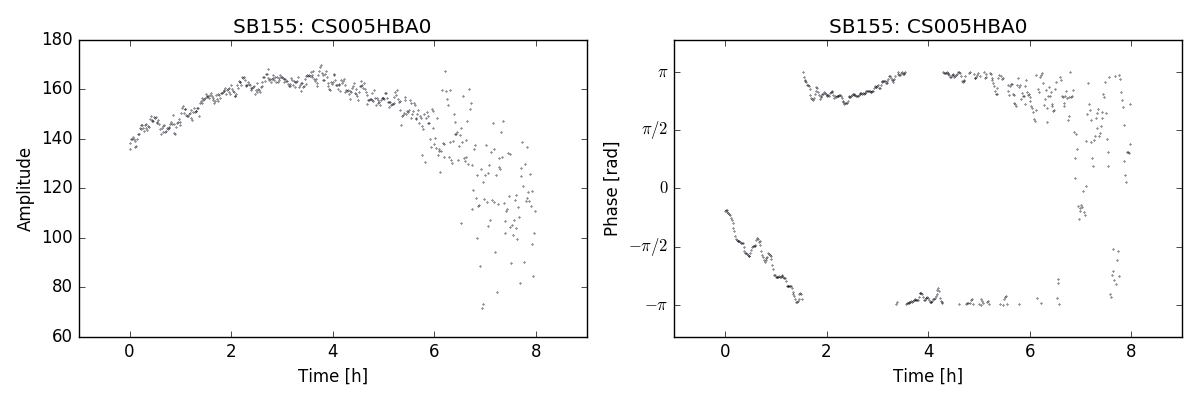 SB155: CS005HBA0
180
160
140
120
100
80
60
Amplitude
0
2
4
6
8
Time [h]
SB155: CS005HBA0
π
π/2
0
−π/2
−π
Phase [rad]
0
2
4
6
8
Time [h]